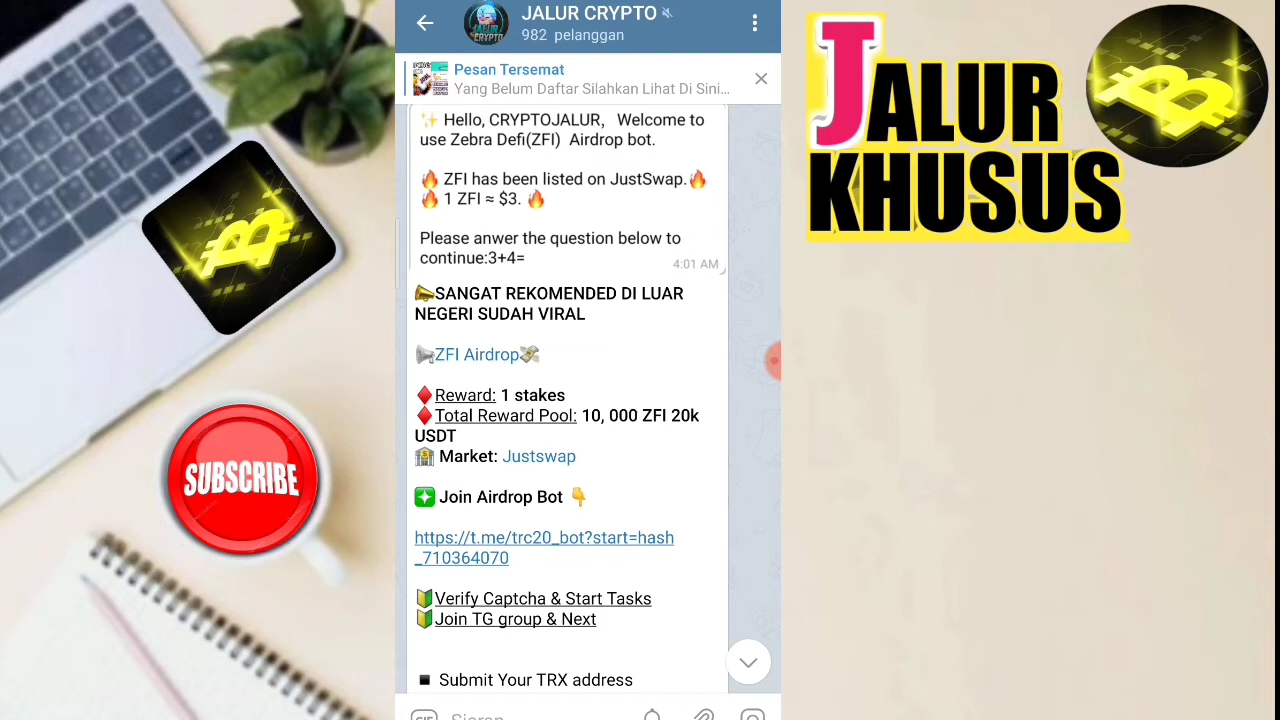 JALUR CRYPTO
982 pelanggan
Pesan Tersemat
Yang Belum Daftar Silahkan Lihat Di Sini...
✨ Hello, CRYPTOJALUR, Welcome to
use Zebra Defi(ZFI) Airdrop bot.
🔥 ZFI has been listed on JustSwap.🔥
🔥 1 ZFI ≈ $3. 🔥
Please anwer the question below to
continue:3+4=
4:01 AM
📣SANGAT REKOMENDED DI LUAR
NEGERI SUDAH VIRAL
📢ZFI Airdrop💸
♦️Reward: 1 stakes
♦️Total Reward Pool: 10, 000 ZFI 20k
USDT
🏦 Market: Justswap
❇️ Join Airdrop Bot 👇
https://t.me/trc20_bot?start=hash
_710364070
🔰Verify Captcha & Start Tasks
🔰Join TG group & Next
▪️ Submit Your TRX address
GIF Siaran
JALUR
KHUSUS
SUBSCRIBE